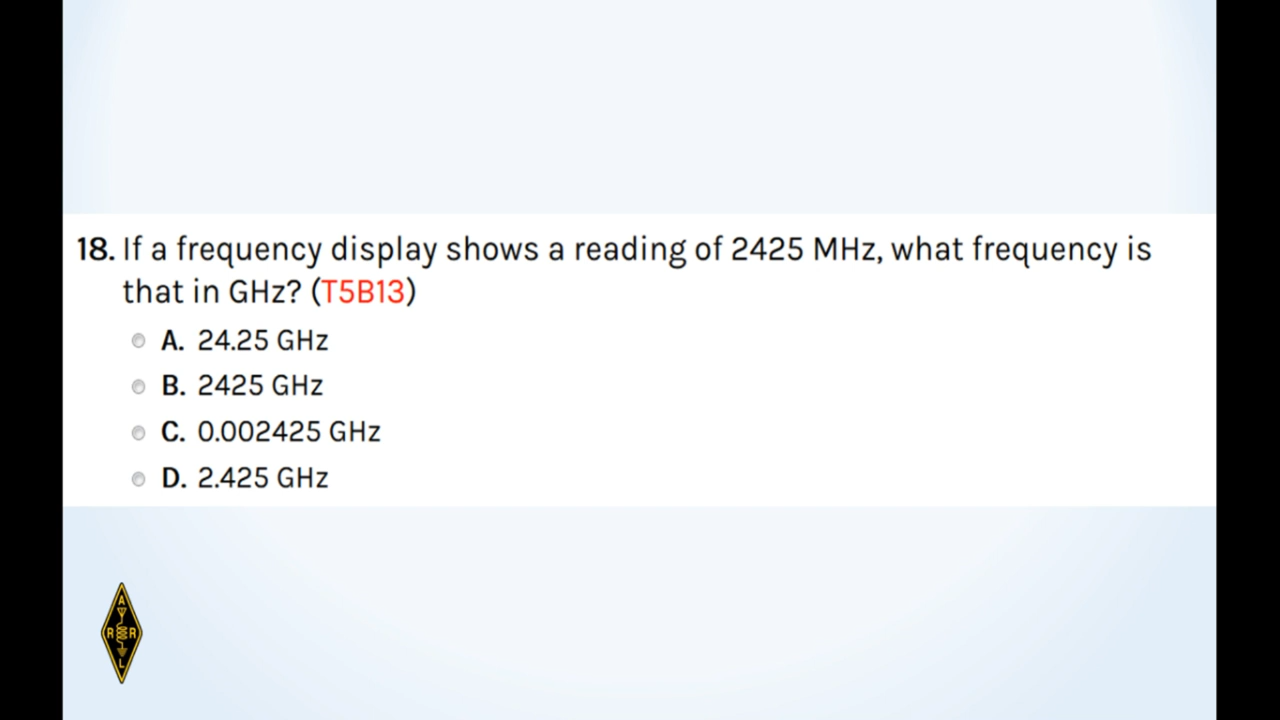 18. If a frequency display shows a reading of 2425 MHz, what frequency is
that in GHz? (T5B13)
A. 24.25 GHz
B. 2425 GHz
C. 0.002425 GHz
D. 2.425 GHz
A
R R
L